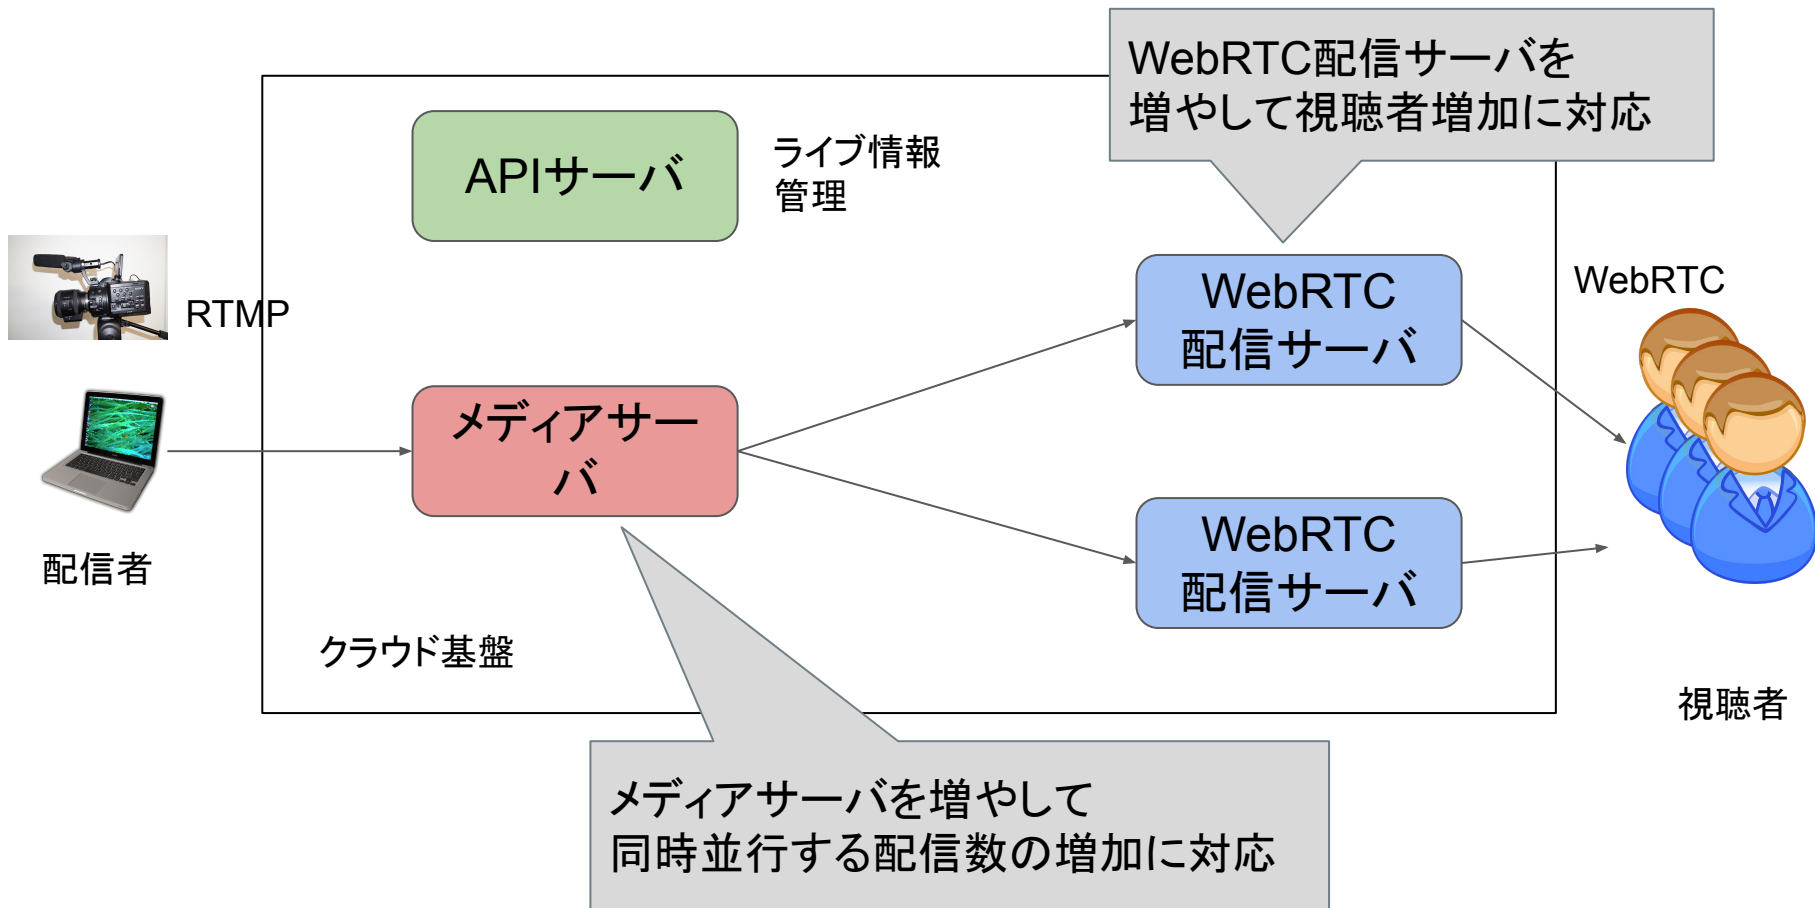 WebRTC配信サーバを
増やして視聴者増加に対応
APIサーバ
ライブ情報
管理
RTMP
WebRTC
配信サーバ
WebRTC
メディアサー
バ
WebRTC
配信サーバ
配信者
クラウド基盤
視聴者
メディアサーバを増やして
同時並行する配信数の増加に対応